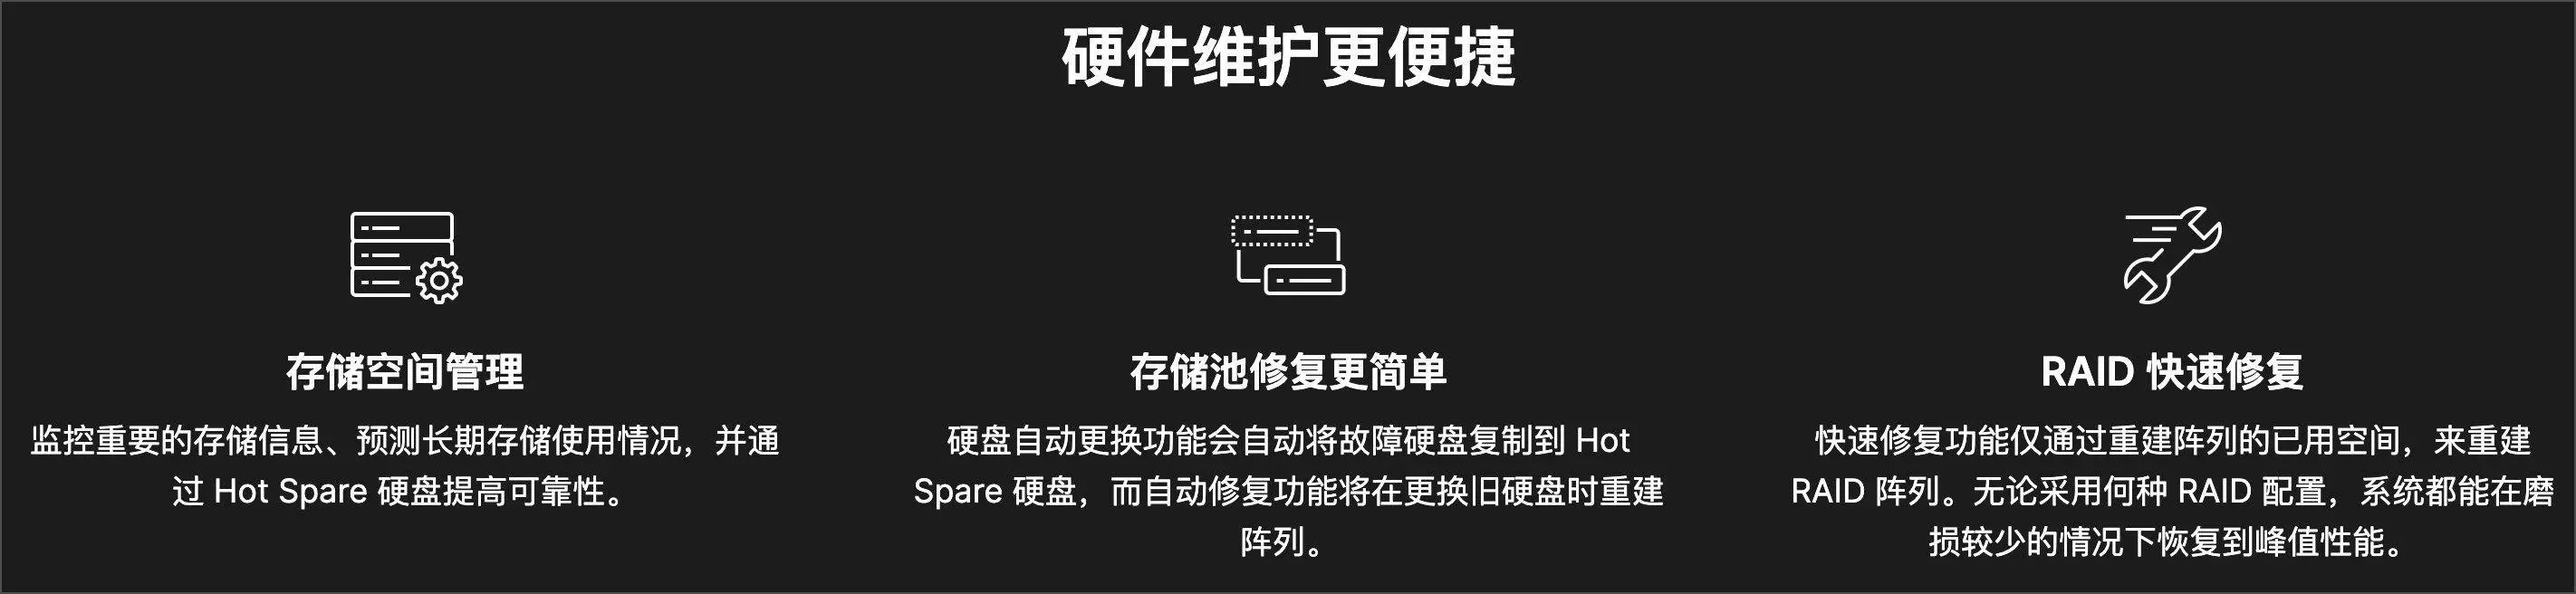 硬件维护更便捷
存储空间管理
监控重要的存储信息、预测长期存储使用情况，并通
过 Hot Spare 硬盘提高可靠性。
存储池修复更简单
硬盘自动更换功能会自动将故障硬盘复制到 Hot
Spare 硬盘，而自动修复功能将在更换旧硬盘时重建
阵列。
RAID 快速修复
快速修复功能仅通过重建阵列的已用空间，来重建
RAID 阵列。无论采用何种 RAID 配置，系统都能在磨
损较少的情况下恢复到峰值性能。